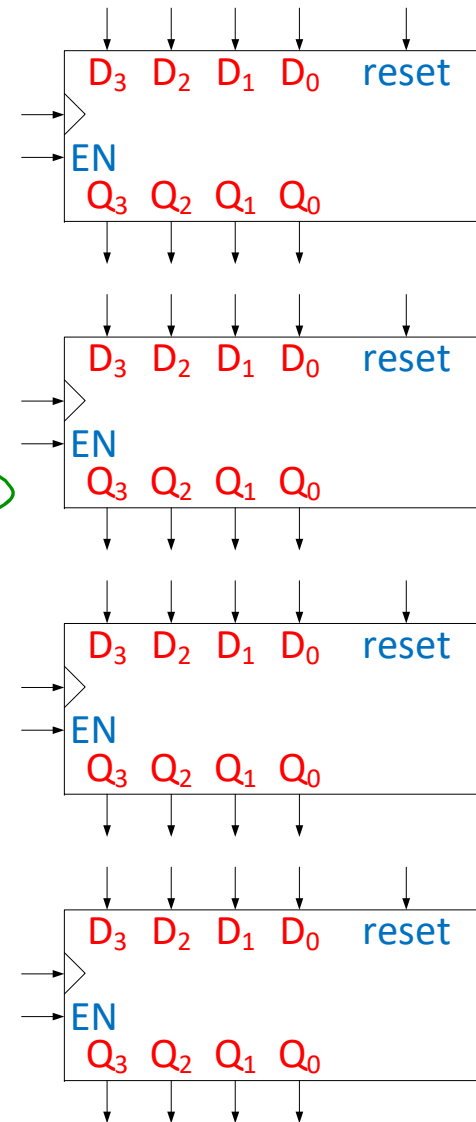 D₃ D₂ D₁ D₀ reset
EN
Q₃ Q₂ Q₁ Q₀
D₃ D₂ D₁ D₀ reset
EN
Q₃ Q₂ Q₁ Q₀
D₃ D₂ D₁ D₀ reset
EN
Q₃ Q₂ Q₁ Q₀
D₃ D₂ D₁ D₀ reset
EN
Q₃ Q₂ Q₁ Q₀